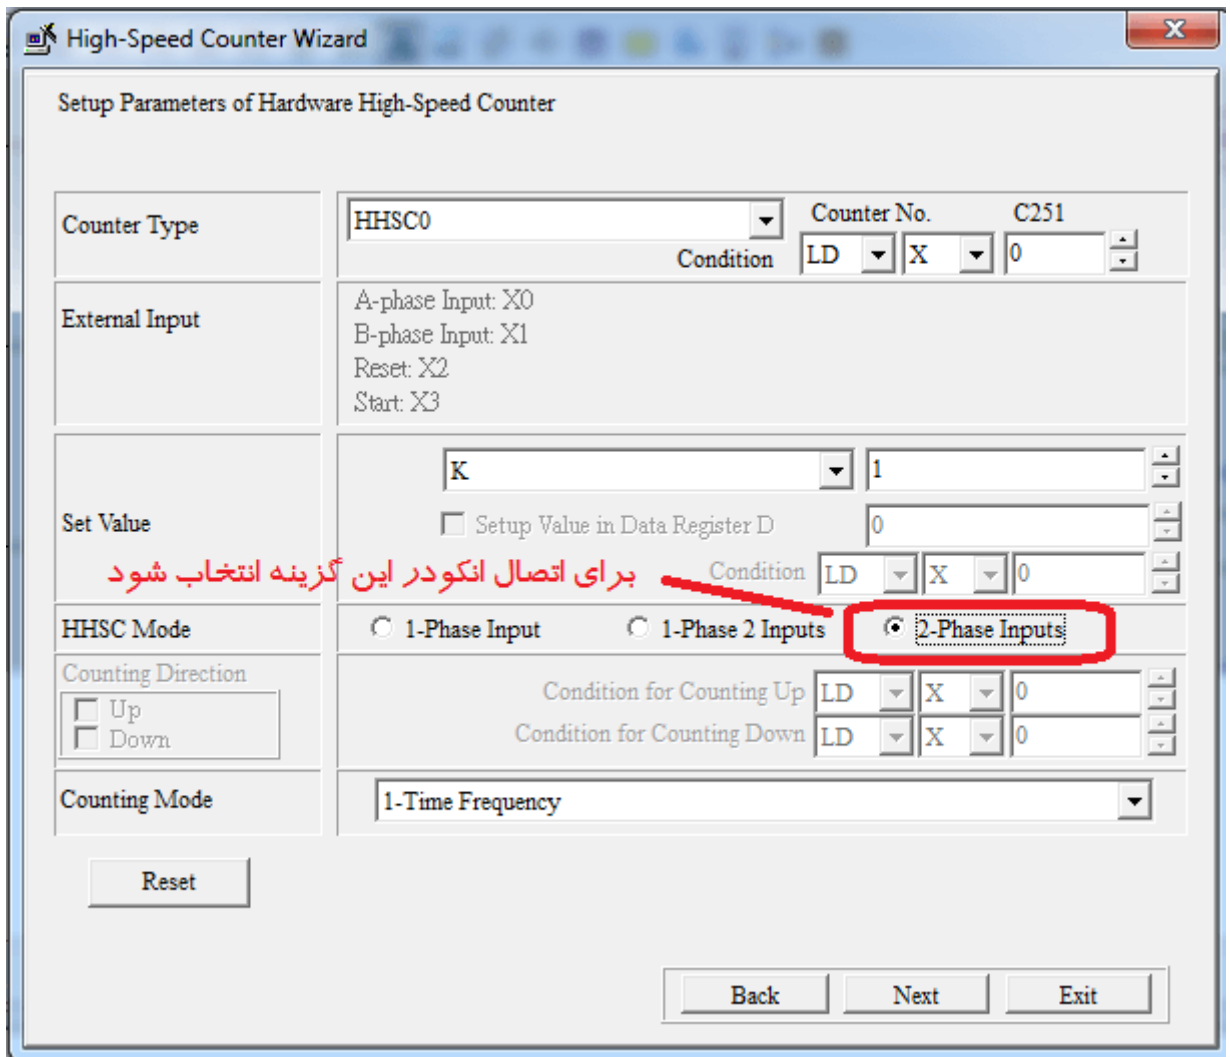 High-Speed Counter Wizard
Setup Parameters of Hardware High-Speed Counter
Counter Type
HHSC0
Counter No.
C251
Condition
LD
X
0
External Input
A-phase Input: X0
B-phase Input: X1
Reset: X2
Start: X3
Set Value
K
1
Setup Value in Data Register D
0
Condition
LD
X
0
برای اتصال انکودر این گزینه انتخاب شود
HHSC Mode
1-Phase Input
1-Phase 2 Inputs
2-Phase Inputs
Counting Direction
Up
Down
Condition for Counting Up
LD
X
0
Condition for Counting Down
LD
X
0
Counting Mode
1-Time Frequency
Reset
Back
Next
Exit